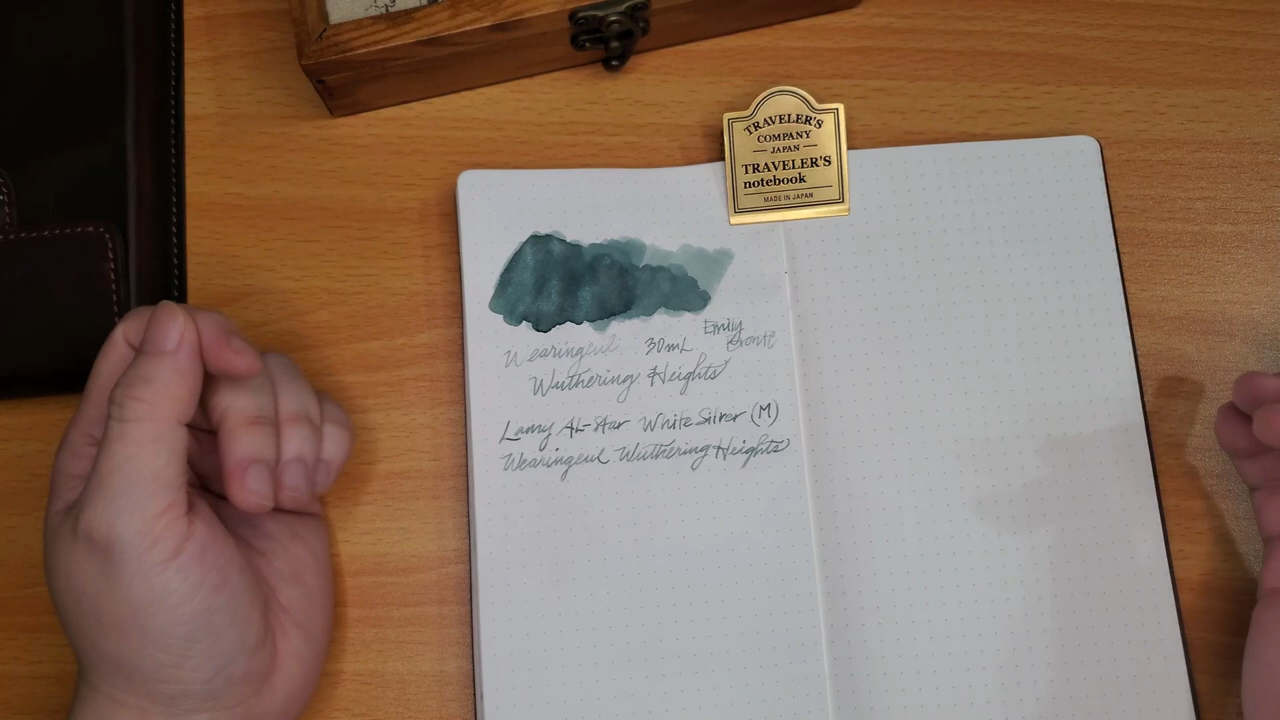 TRAVELER'S
COMPANY
JAPAN
TRAVELER'S
notebook
MADE IN JAPAN
Wearingeul 30mL Emily Brontë
Wuthering Heights
Lamy AL-Star White Silver (M)
Wearingeul Wuthering Heights